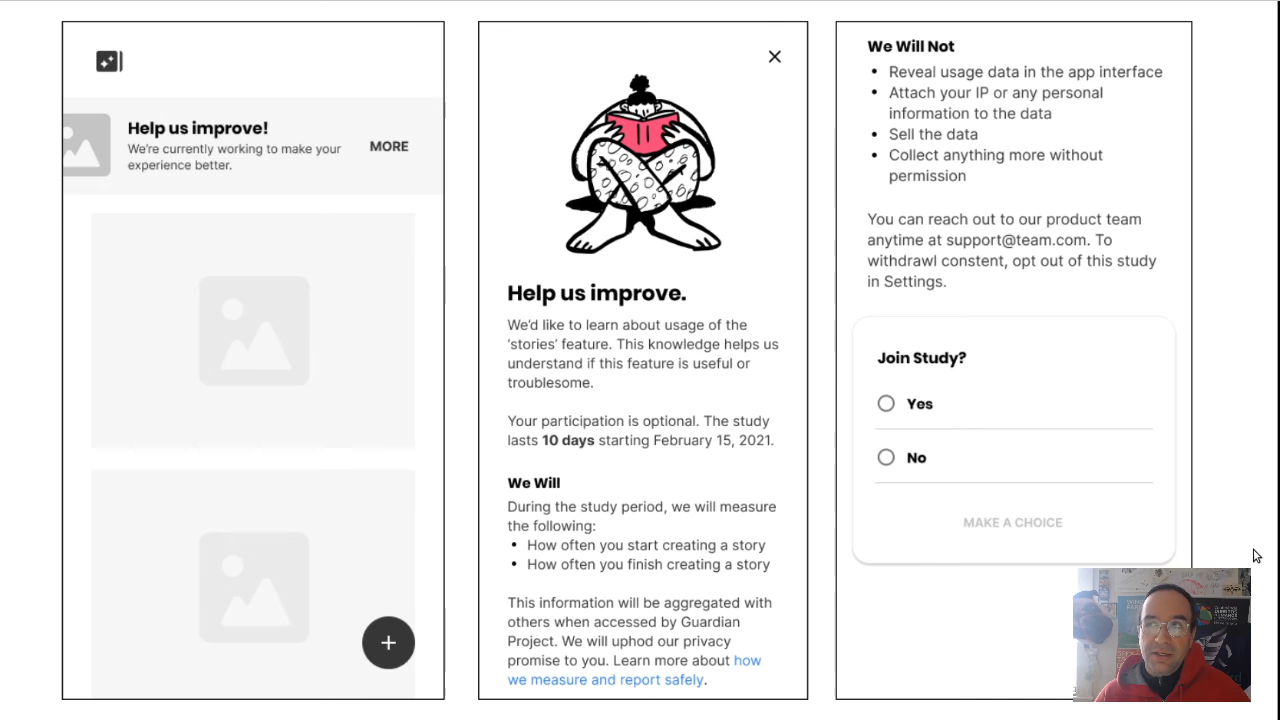 Help us improve!
We're currently working to make your
experience better.
MORE
Help us improve.
We'd like to learn about usage of the
'stories' feature. This knowledge helps us
understand if this feature is useful or
troublesome.
Your participation is optional. The study
lasts 10 days starting February 15, 2021.
We Will
During the study period, we will measure
the following:
• How often you start creating a story
• How often you finish creating a story
This information will be aggregated with
others when accessed by Guardian
Project. We will uphod our privacy
promise to you. Learn more about how
we measure and report safely.
We Will Not
• Reveal usage data in the app interface
• Attach your IP or any personal
information to the data
• Sell the data
• Collect anything more without
permission
You can reach out to our product team
anytime at support@team.com. To
withdrawl constent, opt out of this study
in Settings.
Join Study?
Yes
No
MAKE A CHOICE